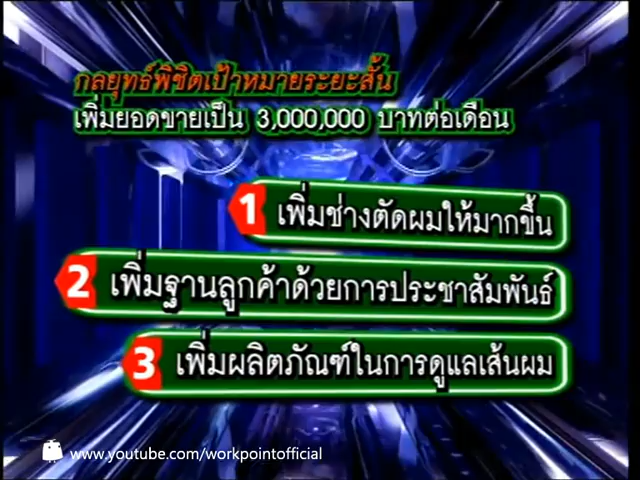 กลยุทธ์พิชิตเป้าหมายระยะสั้น
เพิ่มยอดขายเป็น 3,000,000 บาทต่อเดือน
1 เพิ่มช่างตัดผมให้มากขึ้น
2 เพิ่มฐานลูกค้าด้วยการประชาสัมพันธ์
3 เพิ่มผลิตภัณฑ์ในการดูแลเส้นผม
www.youtube.com/workpointofficial